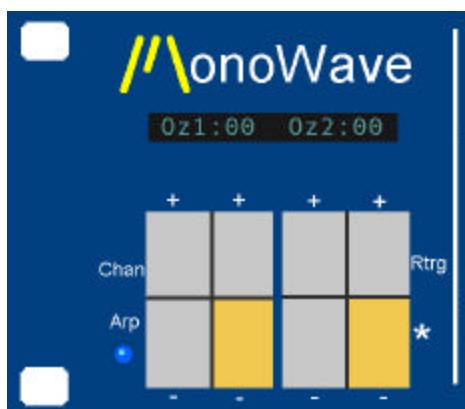 MonoWave
Oz1:00 Oz2:00
+ + + +
Chan Rtrg
Arp *
- - - -